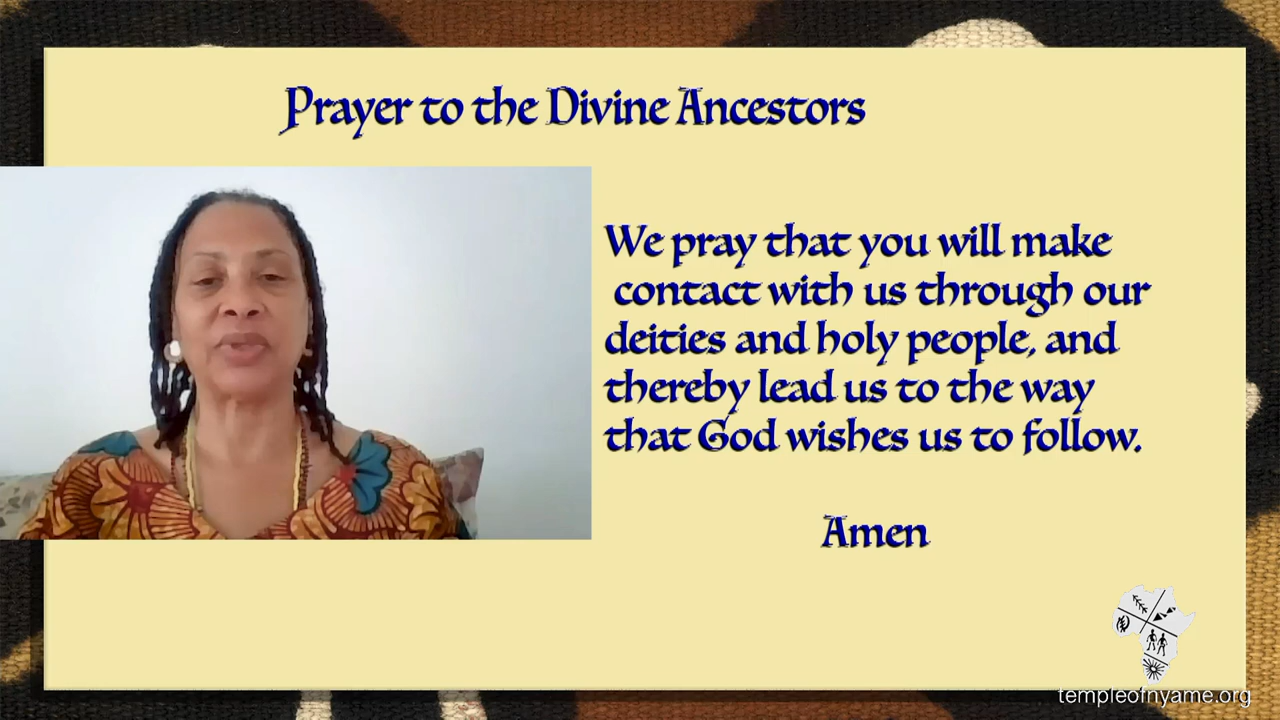 Prayer to the Divine Ancestors
We pray that you will make
contact with us through our
deities and holy people, and
thereby lead us to the way
that God wishes us to follow.
Amen
templeofnyame.org